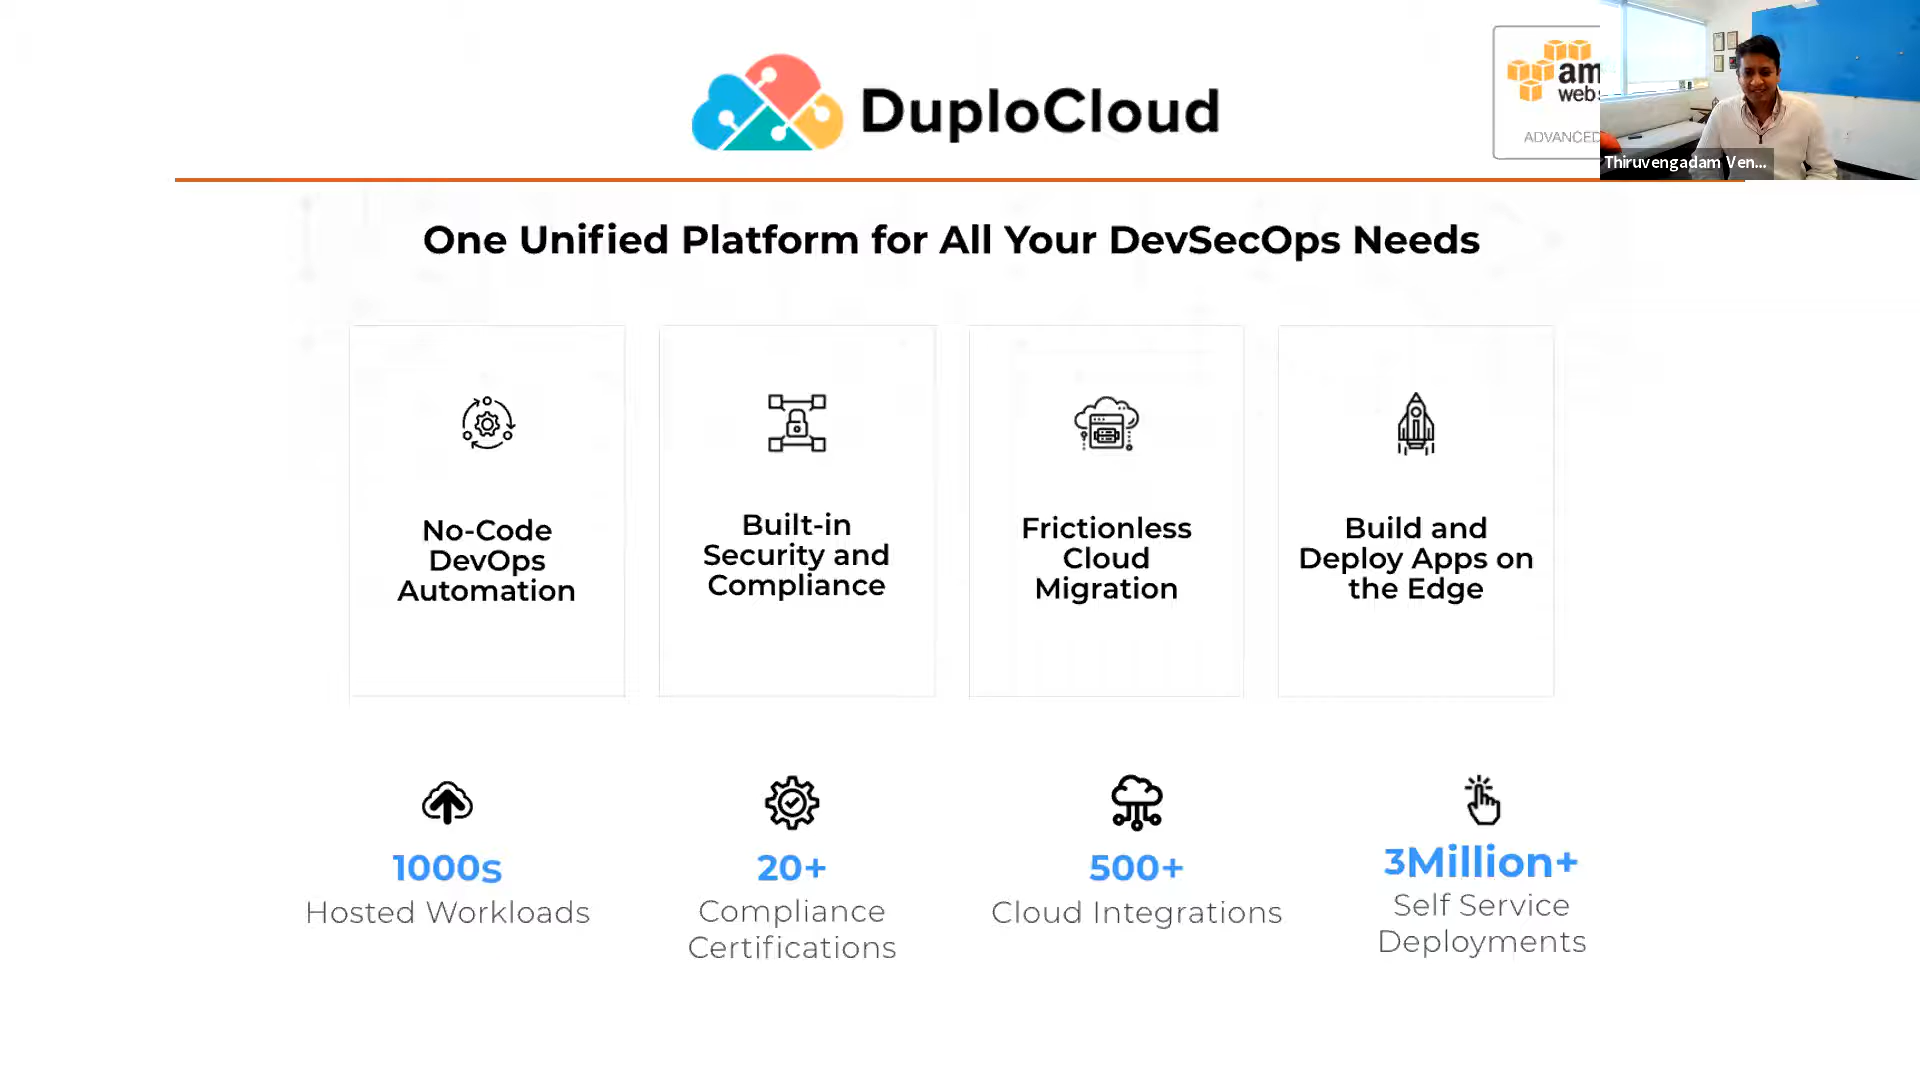 DuploCloud
am
web
ADVANCED
Thiruvengadam Ven...
One Unified Platform for All Your DevSecOps Needs
No-Code
DevOps
Automation
Built-in
Security and
Compliance
Frictionless
Cloud
Migration
Build and
Deploy Apps on
the Edge
1000s
Hosted Workloads
20+
Compliance
Certifications
500+
Cloud Integrations
3Million+
Self Service
Deployments